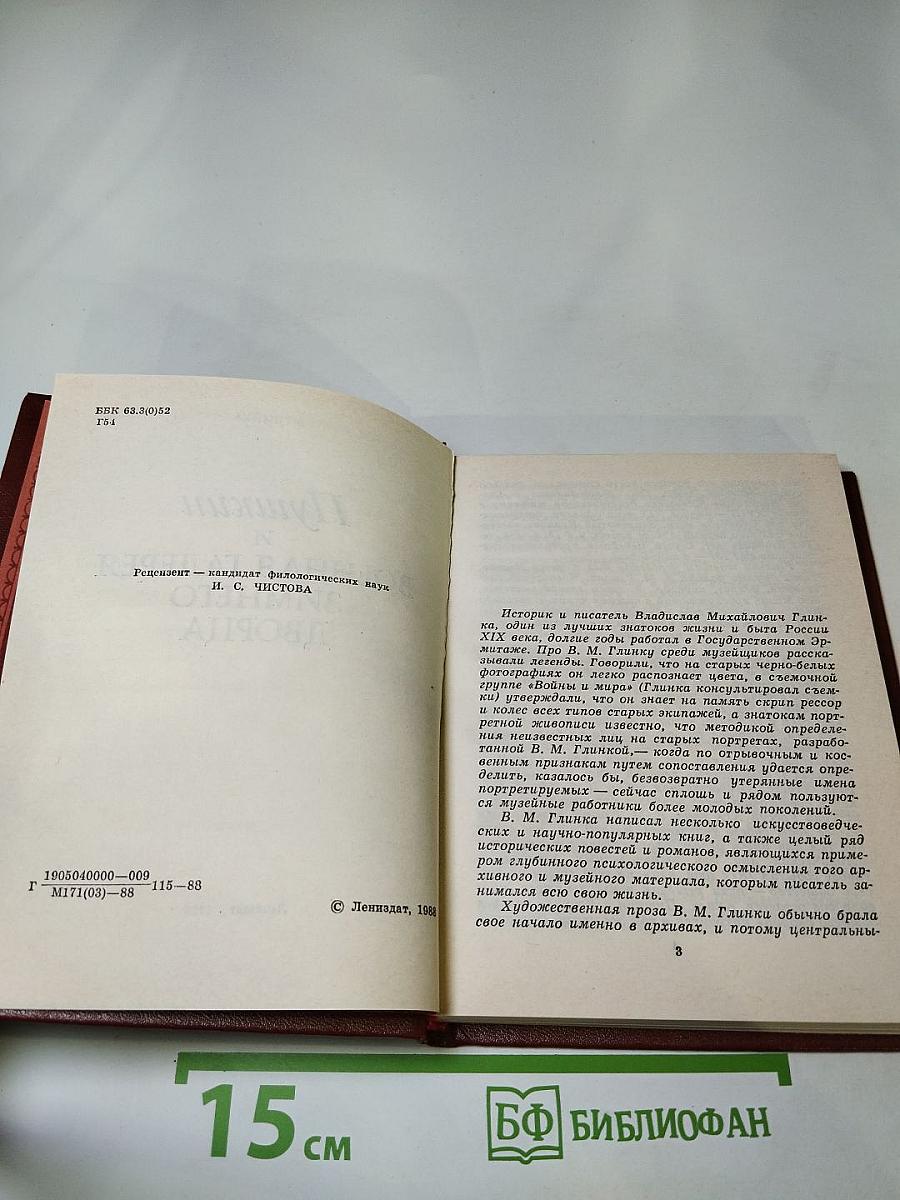 ББК 63.3(0)52
Г54
Рецензент — кандидат филологических наук
И. С. ЧИСТОВА
Г 1905040000—009
М171(03)—88 115—88
© Лениздат, 1988
Историк и писатель Владислав Михайлович Глин-
ка, один из лучших знатоков жизни и быта России
XIX века, долгие годы работал в Государственном Эр-
митаже. Про В. М. Глинку среди музейщиков расска-
зывали легенды. Говорили, что на старых черно-белых
фотографиях он легко распознает цвета, в съемочной
группе «Войны и мира» (Глинка консультировал съем-
ки) утверждали, что он знает на память скрип рессор
и колес всех типов старых экипажей, а знатокам порт-
ретной живописи известно, что методикой определе-
ния неизвестных лиц на старых портретах, разрабо-
танной В. М. Глинкой,— когда по отрывочным и кос-
венным признакам путем сопоставления удается опре-
делить, казалось бы, безвозвратно утерянные имена
портретируемых — сейчас сплошь и рядом пользуют-
ся музейные работники более молодых поколений.
В. М. Глинка написал несколько искусствоведче-
ских и научно-популярных книг, а также целый ряд
исторических повестей и романов, являющихся приме-
ром глубинного психологического осмысления того ар-
хивного и музейного материала, которым писатель за-
нимался всю свою жизнь.
Художественная проза В. М. Глинки обычно брала
свое начало именно в архивах, и потому центральны-
3
15 см
БФ БИБЛИОФАН